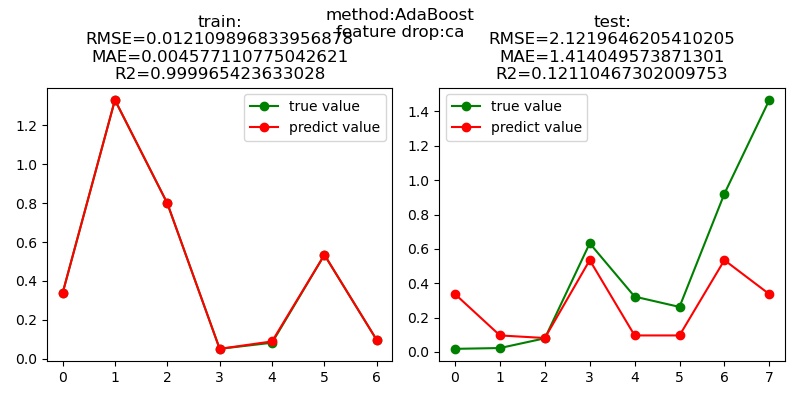 method:AdaBoost
feature drop:ca
train:
RMSE=0.012109896833956878
MAE=0.004577110775042621
R2=0.999965423633028
true value
predict value
1.2
1.0
0.8
0.6
0.4
0.2
0.0
0 1 2 3 4 5 6
test:
RMSE=2.1219646205410205
MAE=1.414049573871301
R2=0.12110467302009753
true value
predict value
1.4
1.2
1.0
0.8
0.6
0.4
0.2
0.0
0 1 2 3 4 5 6 7